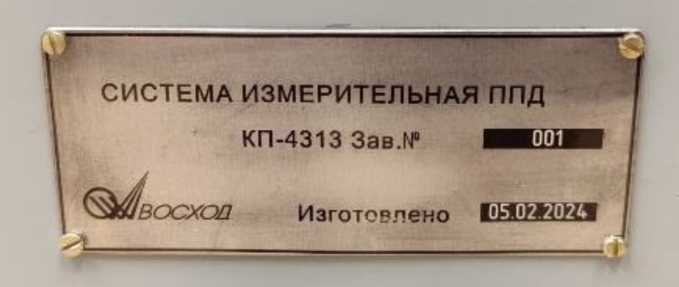 СИСТЕМА ИЗМЕРИТЕЛЬНАЯ ППД
КП-4313 Зав.№ 001
ВОСХОД Изготовлено 05.02.2024